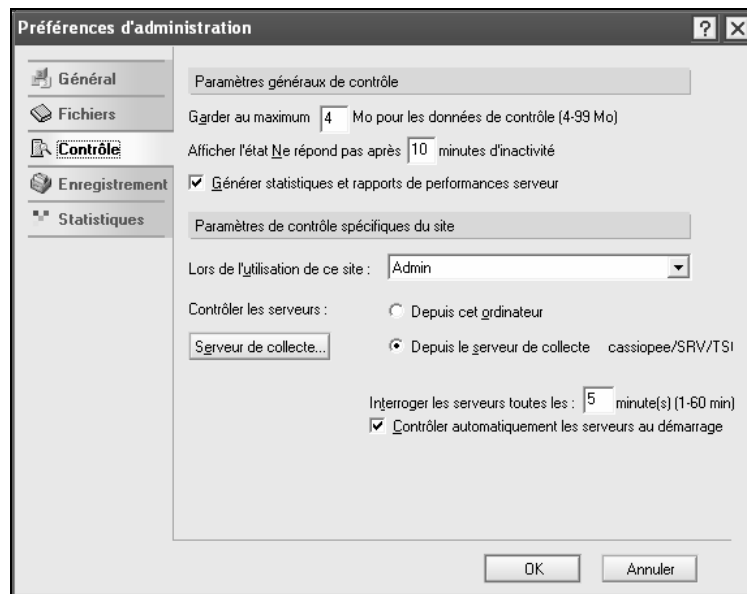 Préférences d'administration
Général
Fichiers
Contrôle
Enregistrement
Statistiques
Paramètres généraux de contrôle
Garder au maximum 4 Mo pour les données de contrôle (4-99 Mo)
Afficher l'état Ne répond pas après 10 minutes d'inactivité
Générer statistiques et rapports de performances serveur
Paramètres de contrôle spécifiques du site
Lors de l'utilisation de ce site : Admin
Contrôler les serveurs : Depuis cet ordinateur
Serveur de collecte... Depuis le serveur de collecte cassiopee/SRV/TS
Interroger les serveurs toutes les : 5 minute(s) (1-60 min)
Contrôler automatiquement les serveurs au démarrage
OK Annuler